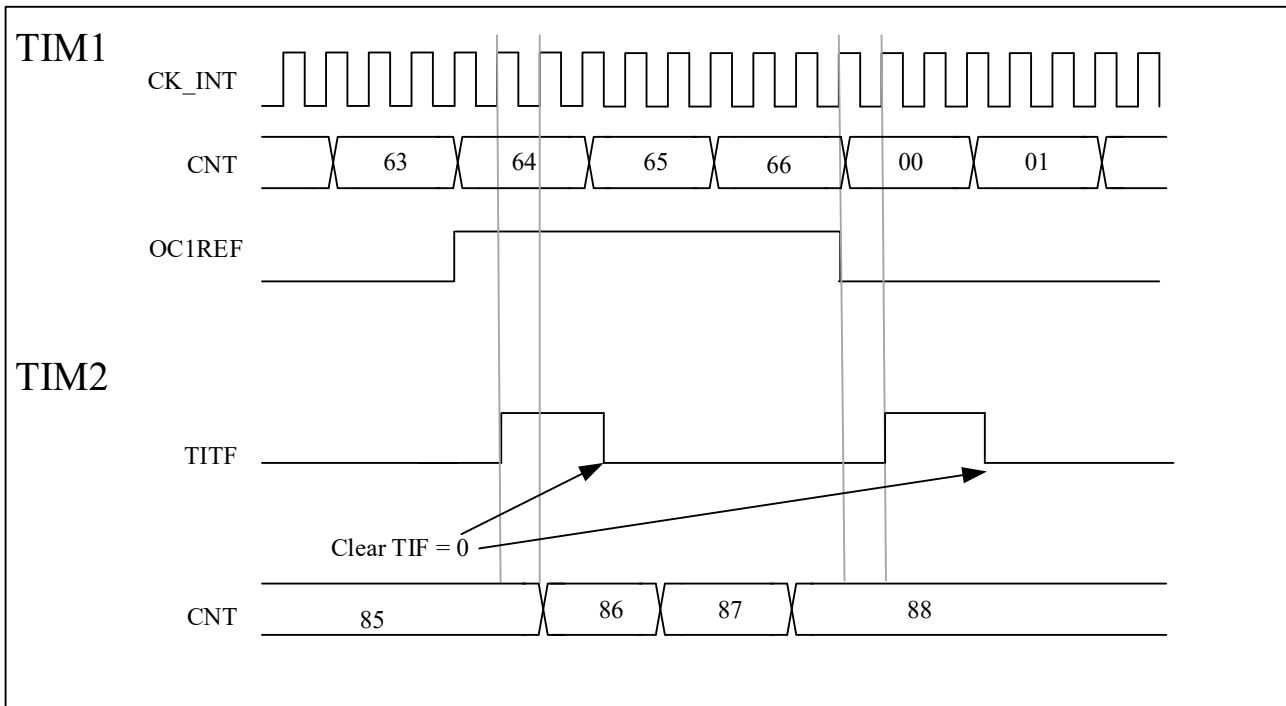 TIM1
CK_INT
CNT 63 64 65 66 00 01
OC1REF
TIM2
TITF
Clear TIF = 0
CNT 85 86 87 88